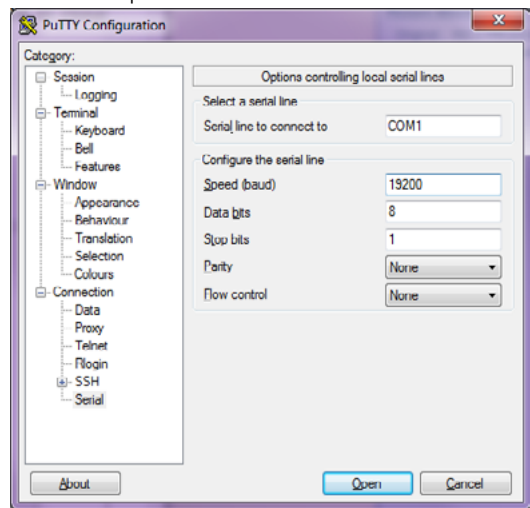 PuTTY Configuration
Category:
Session
Logging
Terminal
Keyboard
Bell
Features
Window
Appearance
Behaviour
Translation
Selection
Colours
Connection
Data
Proxy
Telnet
Rlogin
SSH
Serial
Options controlling local serial lines
Select a serial line
Serial line to connect to COM1
Configure the serial line
Speed (baud) 19200
Data bits 8
Stop bits 1
Parity None
Flow control None
About Open Cancel